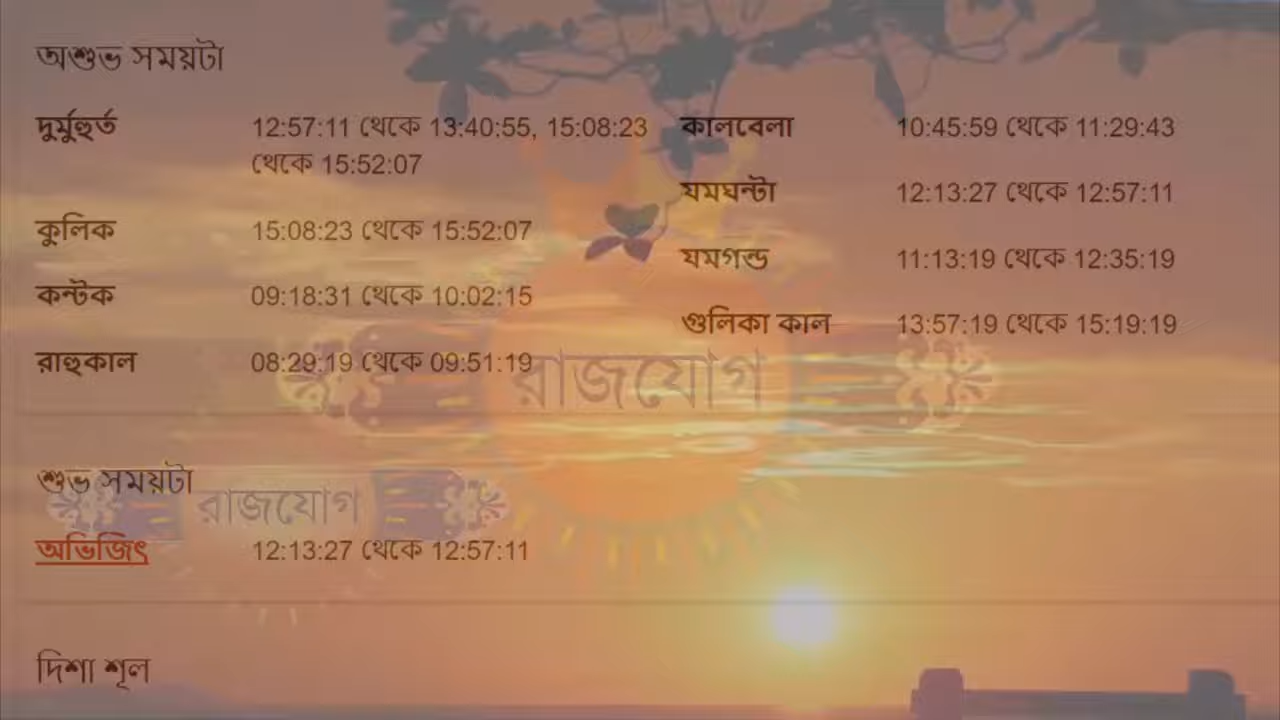 অশুভ সময়টা
দুর্মুহুর্ত 12:57:11 থেকে 13:40:55, 15:08:23 থেকে 15:52:07
কালবেলা 10:45:59 থেকে 11:29:43
যমঘন্টা 12:13:27 থেকে 12:57:11
কুলিক 15:08:23 থেকে 15:52:07
যমগন্ড 11:13:19 থেকে 12:35:19
কন্টক 09:18:31 থেকে 10:02:15
গুলিকা কাল 13:57:19 থেকে 15:19:19
রাহুকাল 08:29:19 থেকে 09:51:19
রাজযোগ
শুভ সময়টা
রাজযোগ
অভিজিৎ 12:13:27 থেকে 12:57:11
দিশা শূল